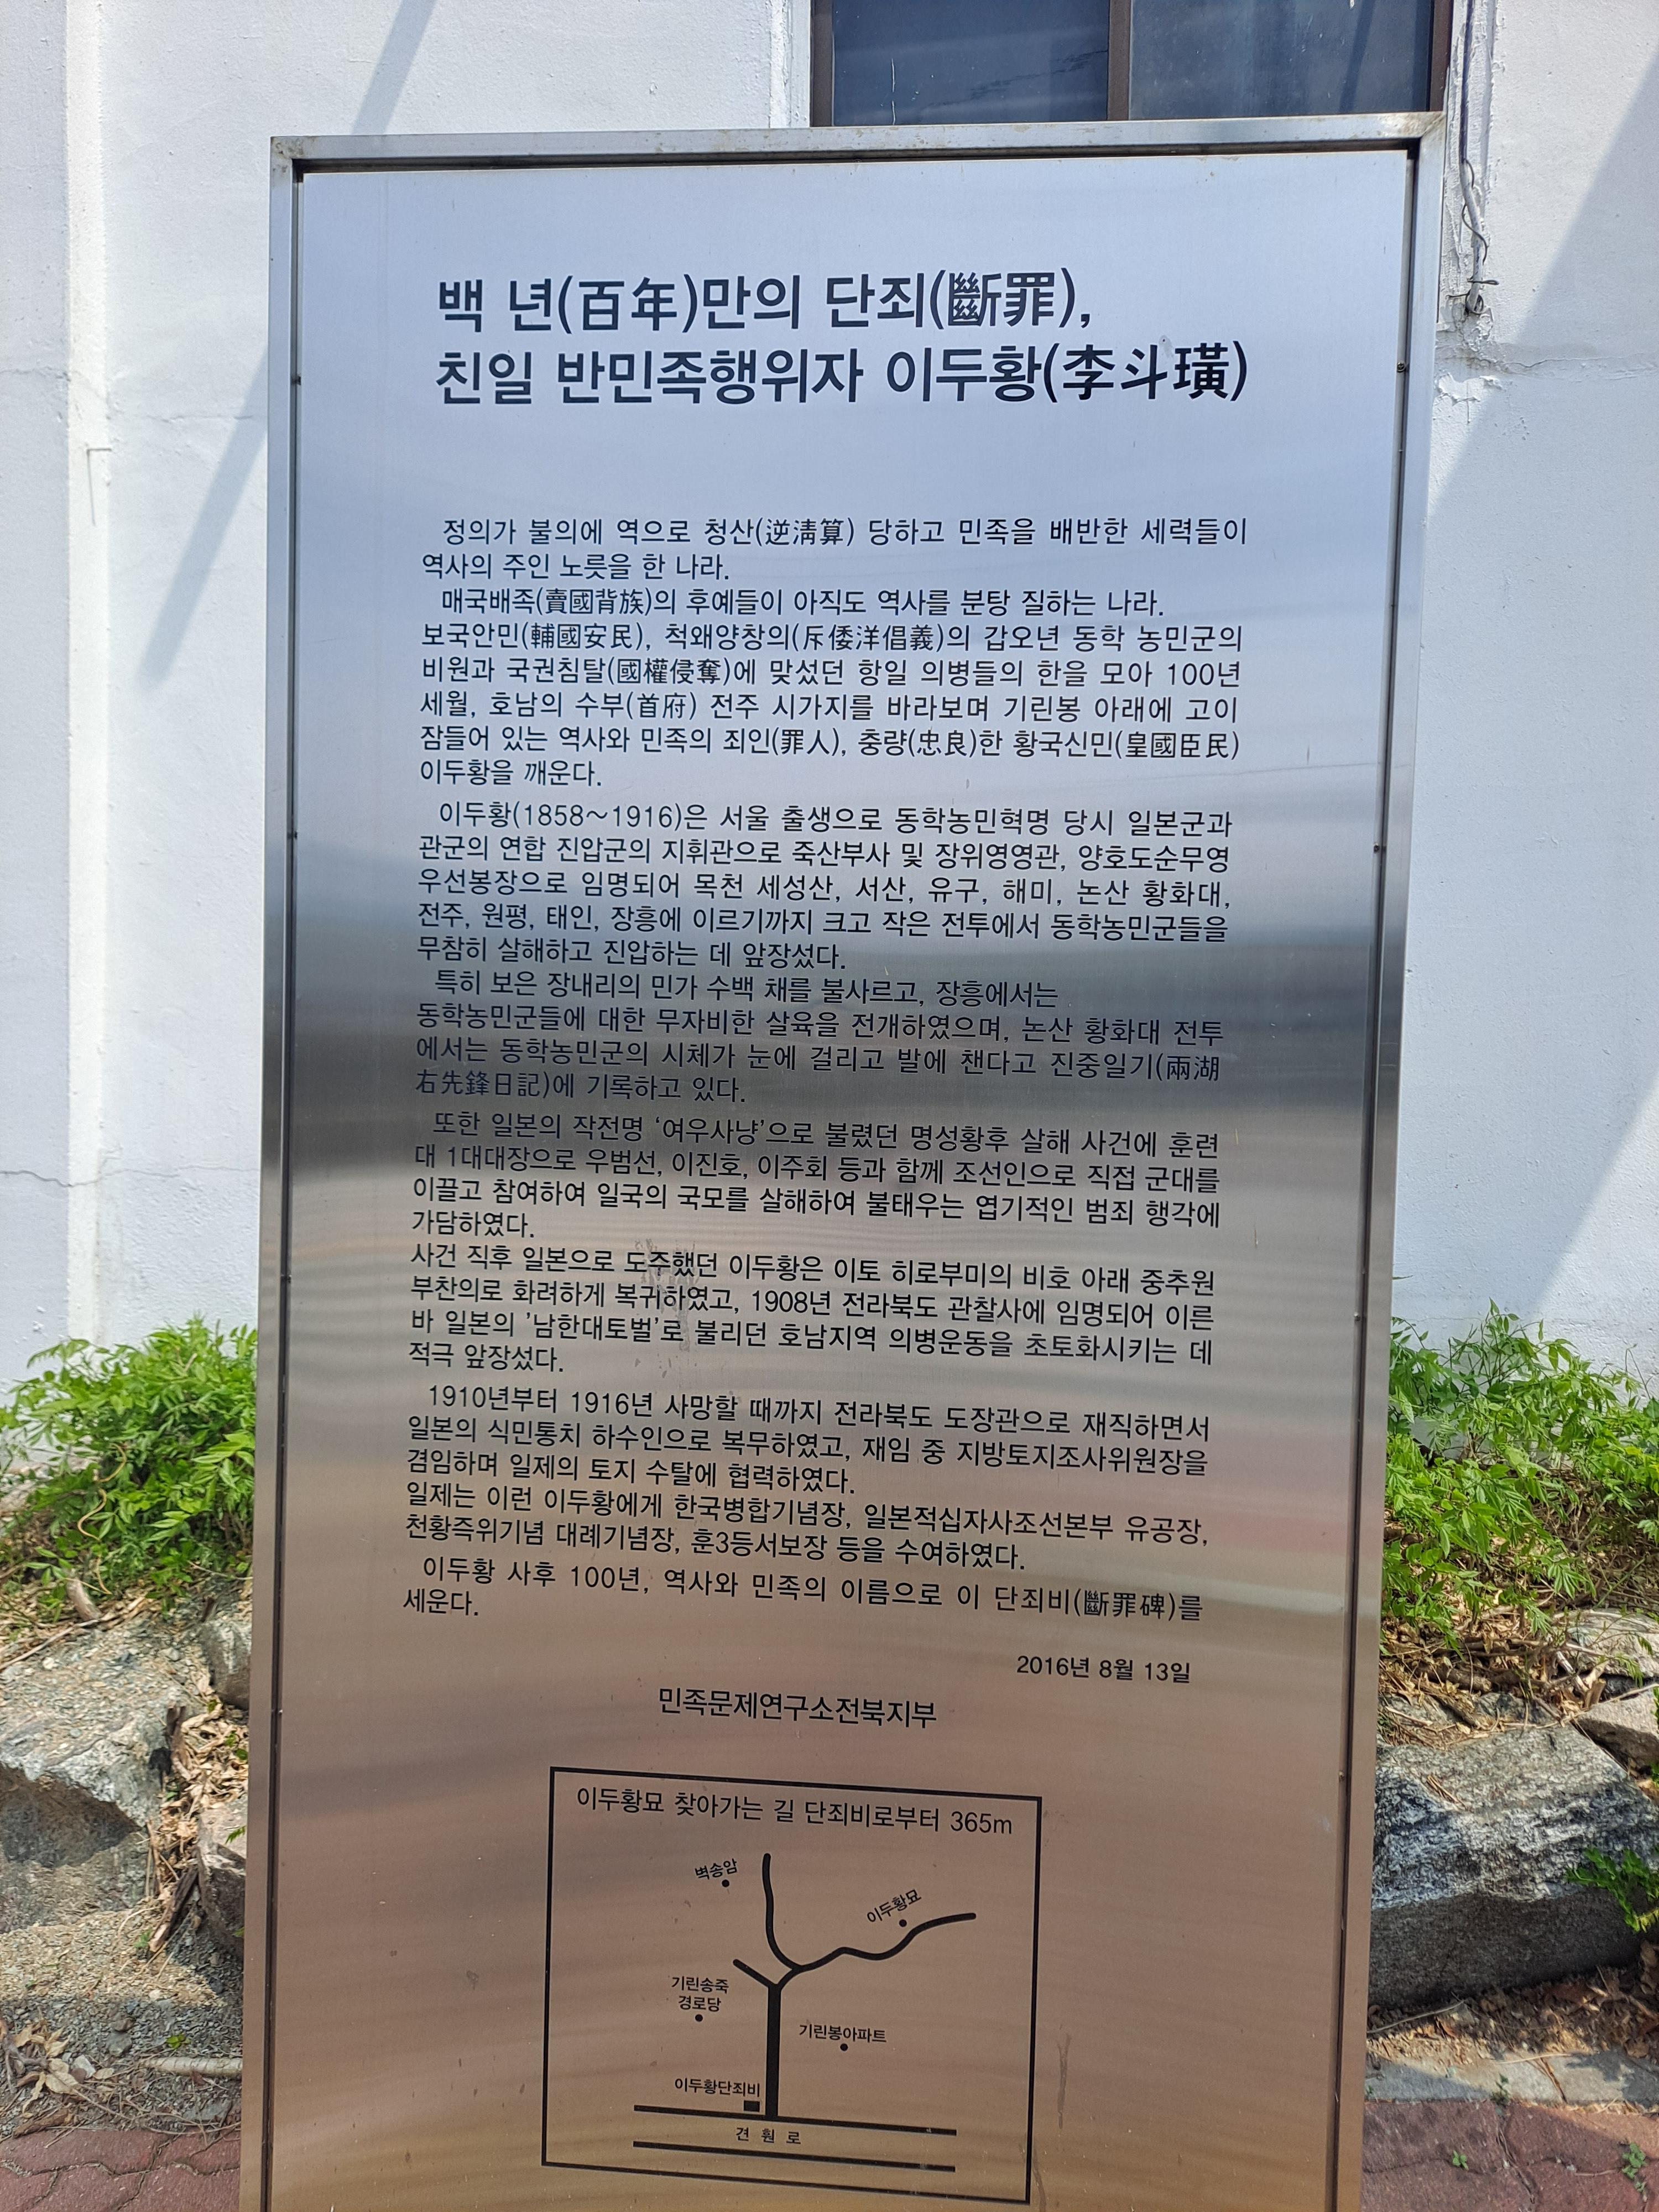 백 년(百年)만의 단죄(斷罪),
친일 반민족행위자 이두황(李斗璜)
정의가 불의에 역으로 청산(逆淸算) 당하고 민족을 배반한 세력들이
역사의 주인 노릇을 한 나라.
매국배족(賣國背族)의 후예들이 아직도 역사를 분탕 질하는 나라.
보국안민(輔國安民), 척왜양창의(斥倭洋倡義)의 갑오년 동학 농민군의
비원과 국권침탈(國權侵奪)에 맞섰던 항일 의병들의 한을 모아 100년
세월, 호남의 수부(首府) 전주 시가지를 바라보며 기린봉 아래에 고이
잠들어 있는 역사와 민족의 죄인(罪人), 충량(忠良)한 황국신민(皇國臣民)
이두황을 깨운다.
이두황(1858~1916)은 서울 출생으로 동학농민혁명 당시 일본군과
관군의 연합 진압군의 지휘관으로 죽산부사 및 장위영영관, 양호도순무영
우선봉장으로 임명되어 목천 세성산, 서산, 유구, 해미, 논산 황화대,
전주, 원평, 태인, 장흥에 이르기까지 크고 작은 전투에서 동학농민군들을
무참히 살해하고 진압하는 데 앞장섰다.
특히 보은 장내리의 민가 수백 채를 불사르고, 장흥에서는
동학농민군들에 대한 무자비한 살육을 전개하였으며, 논산 황화대 전투
에서는 동학농민군의 시체가 눈에 걸리고 발에 챈다고 진중일기(兩湖
右先鋒日記)에 기록하고 있다.
또한 일본의 작전명 ‘여우사냥’으로 불렸던 명성황후 살해 사건에 훈련
대 1대대장으로 우범선, 이진호, 이주회 등과 함께 조선인으로 직접 군대를
이끌고 참여하여 일국의 국모를 살해하여 불태우는 엽기적인 범죄 행각에
가담하였다.
사건 직후 일본으로 도주했던 이두황은 이토 히로부미의 비호 아래 중추원
부찬의로 화려하게 복귀하였고, 1908년 전라북도 관찰사에 임명되어 이른
바 일본의 '남한대토벌'로 불리던 호남지역 의병운동을 초토화시키는 데
적극 앞장섰다.
1910년부터 1916년 사망할 때까지 전라북도 도장관으로 재직하면서
일본의 식민통치 하수인으로 복무하였고, 재임 중 지방토지조사위원장을
겸임하며 일제의 토지 수탈에 협력하였다.
일제는 이런 이두황에게 한국병합기념장, 일본적십자사조선본부 유공장,
천황즉위기념 대례기념장, 훈3등서보장 등을 수여하였다.
이두황 사후 100년, 역사와 민족의 이름으로 이 단죄비(斷罪碑)를
세운다.
2016년 8월 13일
민족문제연구소전북지부
이두황묘 찾아가는 길 단죄비로부터 365m
벽송암
이두황묘
기린송죽
경로당
기린봉아파트
이두황단죄비
견 훤 로